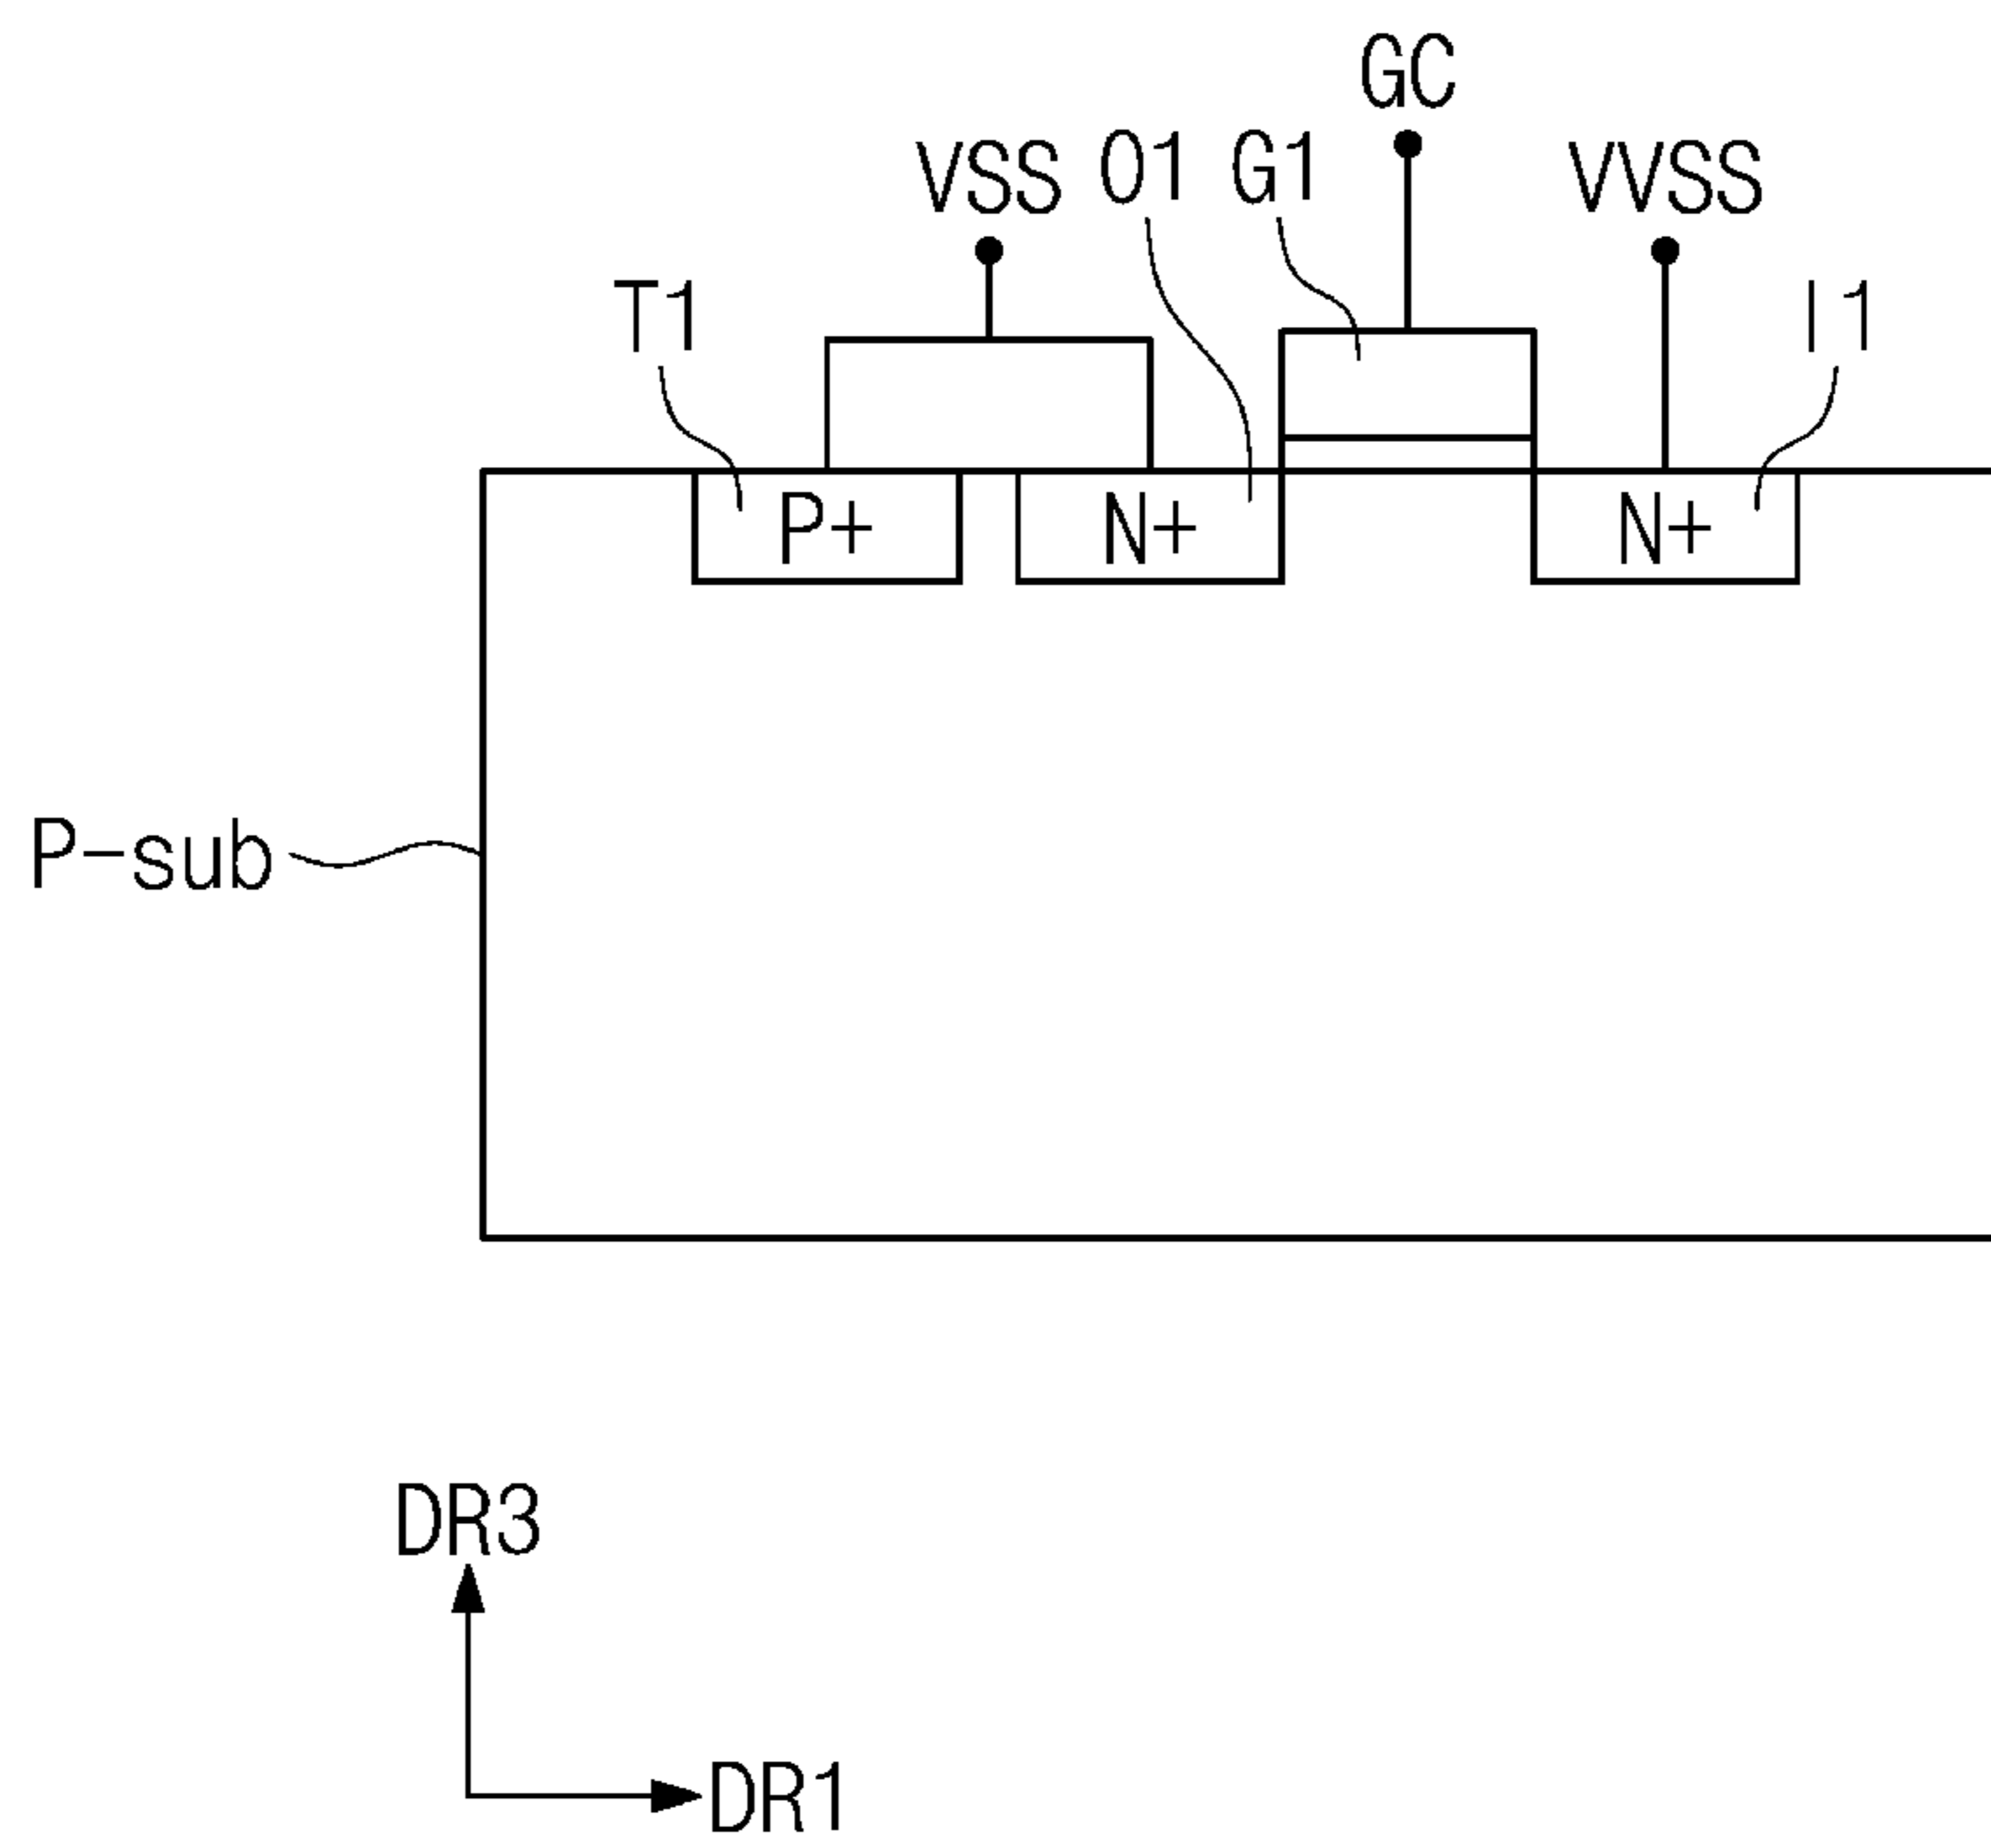 GC
VSS O1 G1 VVSS
T1 I1
P+ N+ N+
P-sub
DR3
DR1